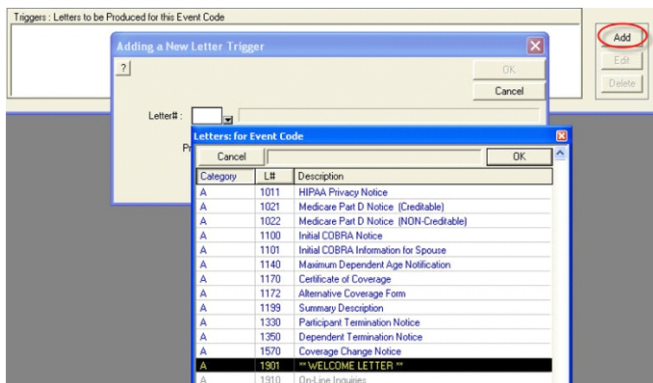 Triggers : Letters to be Produced for this Event Code
Add
Edit
Delete
Adding a New Letter Trigger
?
OK
Cancel
Letter# :
Pr
Letters: for Event Code
Cancel
OK
Category L# Description
A 1011 HIPAA Privacy Notice
A 1021 Medicare Part D Notice (Creditable)
A 1022 Medicare Part D Notice (NON-Creditable)
A 1100 Initial COBRA Notice
A 1101 Initial COBRA Information for Spouse
A 1140 Maximum Dependent Age Notification
A 1170 Certificate of Coverage
A 1172 Alternative Coverage Form
A 1199 Summary Description
A 1330 Participant Termination Notice
A 1350 Dependent Termination Notice
A 1570 Coverage Change Notice
A 1901 ** WELCOME LETTER **
A 1910 On-Line Inquiries